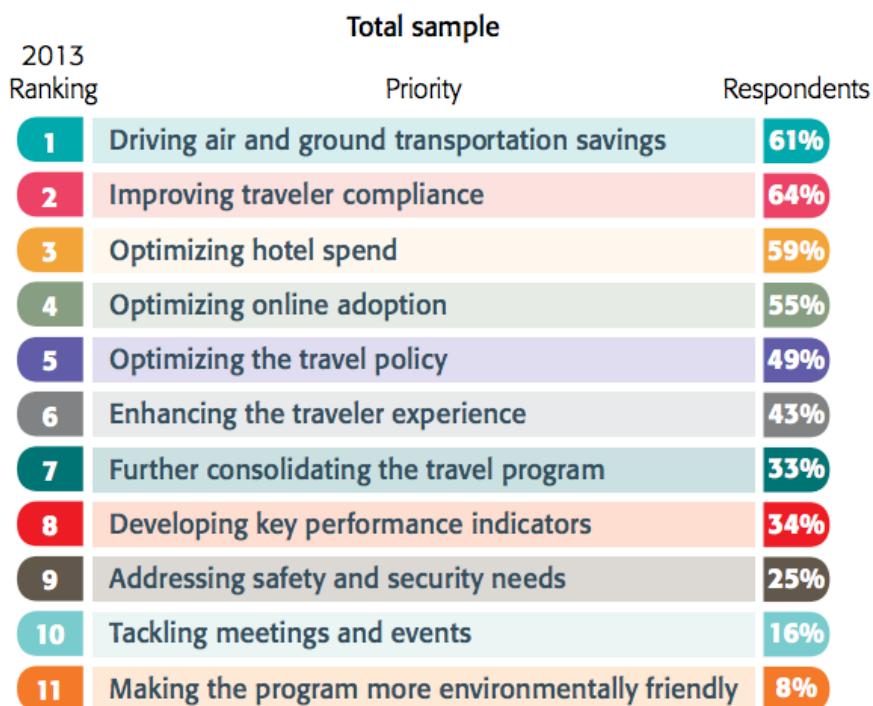 Total sample
2013
Ranking Priority Respondents
1 Driving air and ground transportation savings 61%
2 Improving traveler compliance 64%
3 Optimizing hotel spend 59%
4 Optimizing online adoption 55%
5 Optimizing the travel policy 49%
6 Enhancing the traveler experience 43%
7 Further consolidating the travel program 33%
8 Developing key performance indicators 34%
9 Addressing safety and security needs 25%
10 Tackling meetings and events 16%
11 Making the program more environmentally friendly 8%